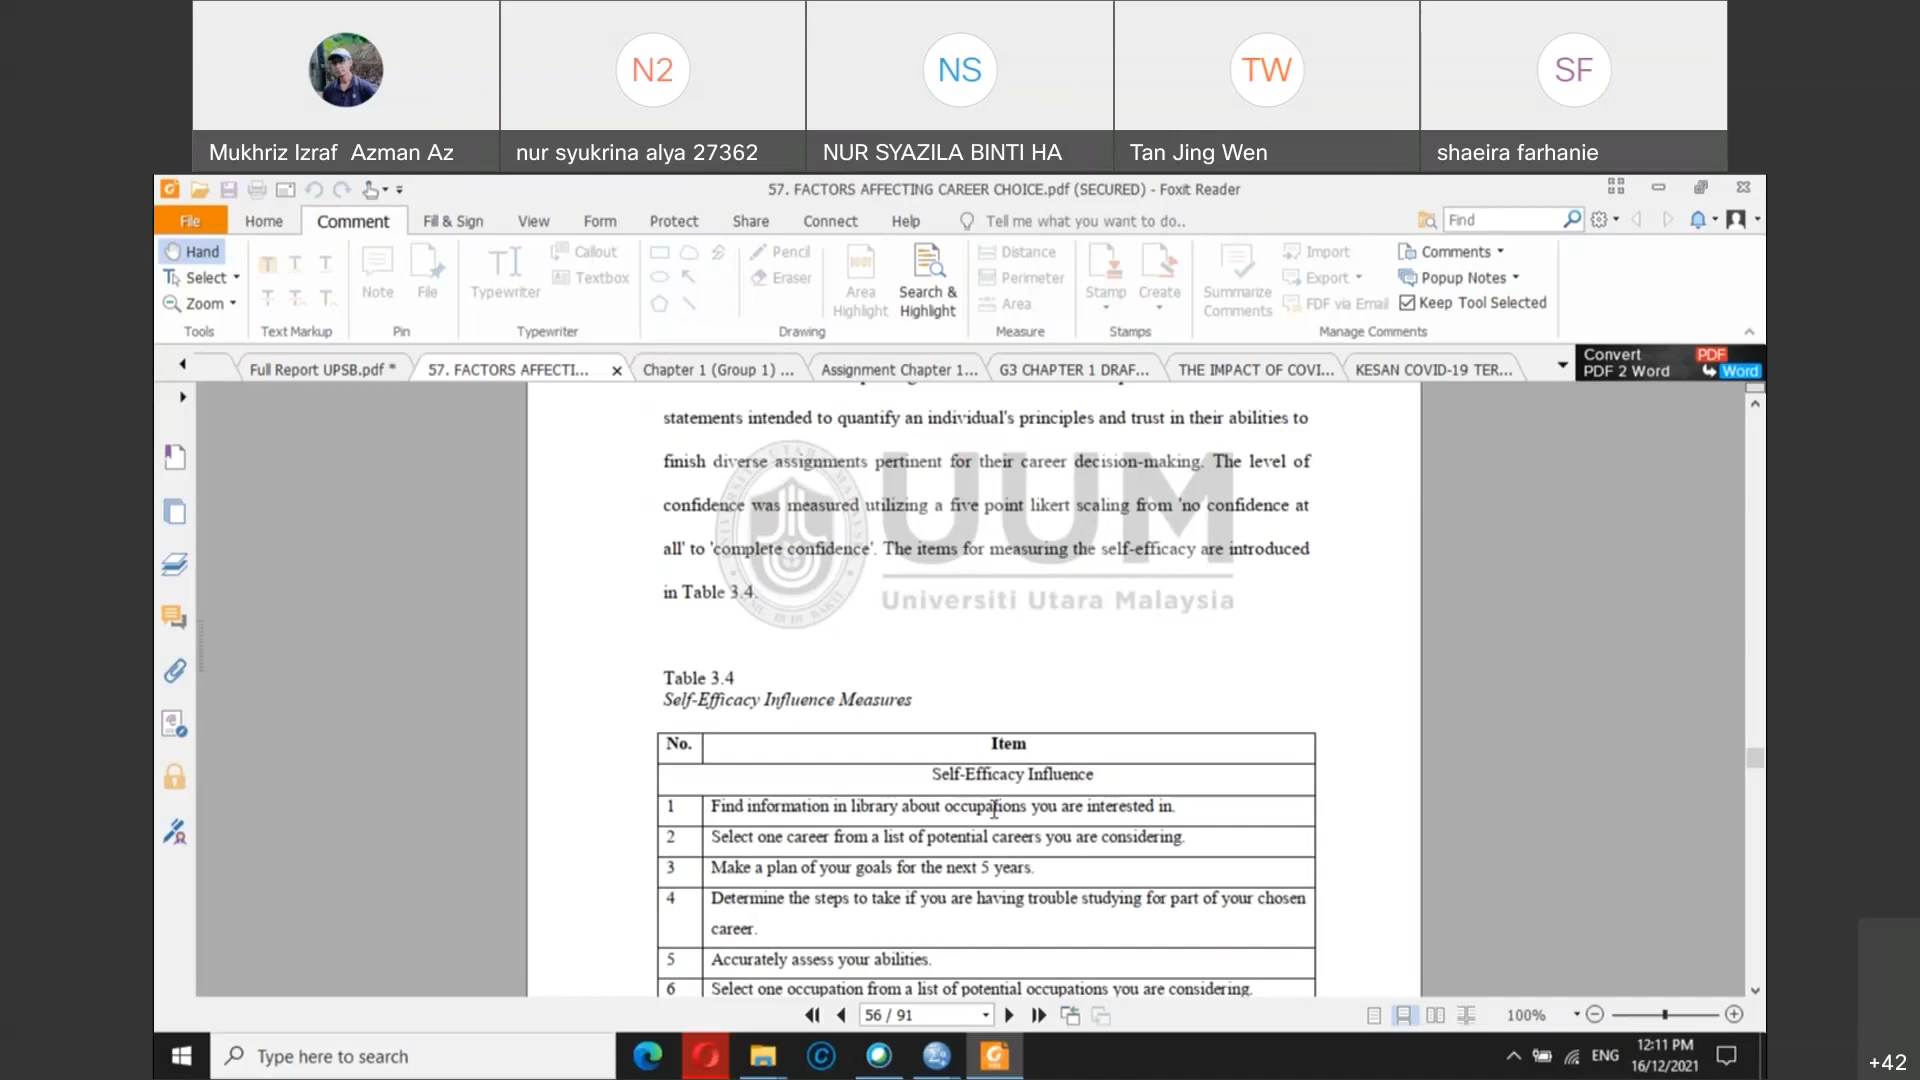 N2
NS
TW
SF
Mukhriz Izraf Azman Az
nur syukrina alya 27362
NUR SYAZILA BINTI HA
Tan Jing Wen
shaeira farhanie
57. FACTORS AFFECTING CAREER CHOICE.pdf (SECURED) - Foxit Reader
File
Home
Comment
Fill & Sign
View
Form
Protect
Share
Connect
Help
Tell me what you want to do..
Find
Hand
Select
Zoom
Tools
Text Markup
Note
File
Pin
Typewriter
Callout
Textbox
Typewriter
Pencil
Eraser
Area
Highlight
Search &
Highlight
Drawing
Distance
Perimeter
Area
Measure
Stamp
Create
Stamps
Summarize
Comments
Import
Export
FDF via Email
Comments
Popup Notes
Keep Tool Selected
Manage Comments
Full Report UPSB.pdf *
57. FACTORS AFFECTI...
Chapter 1 (Group 1) ...
Assignment Chapter 1...
G3 CHAPTER 1 DRAF...
THE IMPACT OF COVI...
KESAN COVID-19 TER...
Convert PDF
PDF 2 Word Word
statements intended to quantify an individual's principles and trust in their abilities to
finish diverse assignments pertinent for their career decision-making. The level of
confidence was measured utilizing a five point likert scaling from 'no confidence at
all' to 'complete confidence'. The items for measuring the self-efficacy are introduced
in Table 3.4.
UUM
Universiti Utara Malaysia
Table 3.4
Self-Efficacy Influence Measures
No. Item
Self-Efficacy Influence
1 Find information in library about occupations you are interested in.
2 Select one career from a list of potential careers you are considering.
3 Make a plan of your goals for the next 5 years.
4 Determine the steps to take if you are having trouble studying for part of your chosen
career.
5 Accurately assess your abilities.
6 Select one occupation from a list of potential occupations you are considering.
56 / 91
100%
Type here to search
ENG
12:11 PM
16/12/2021
+42